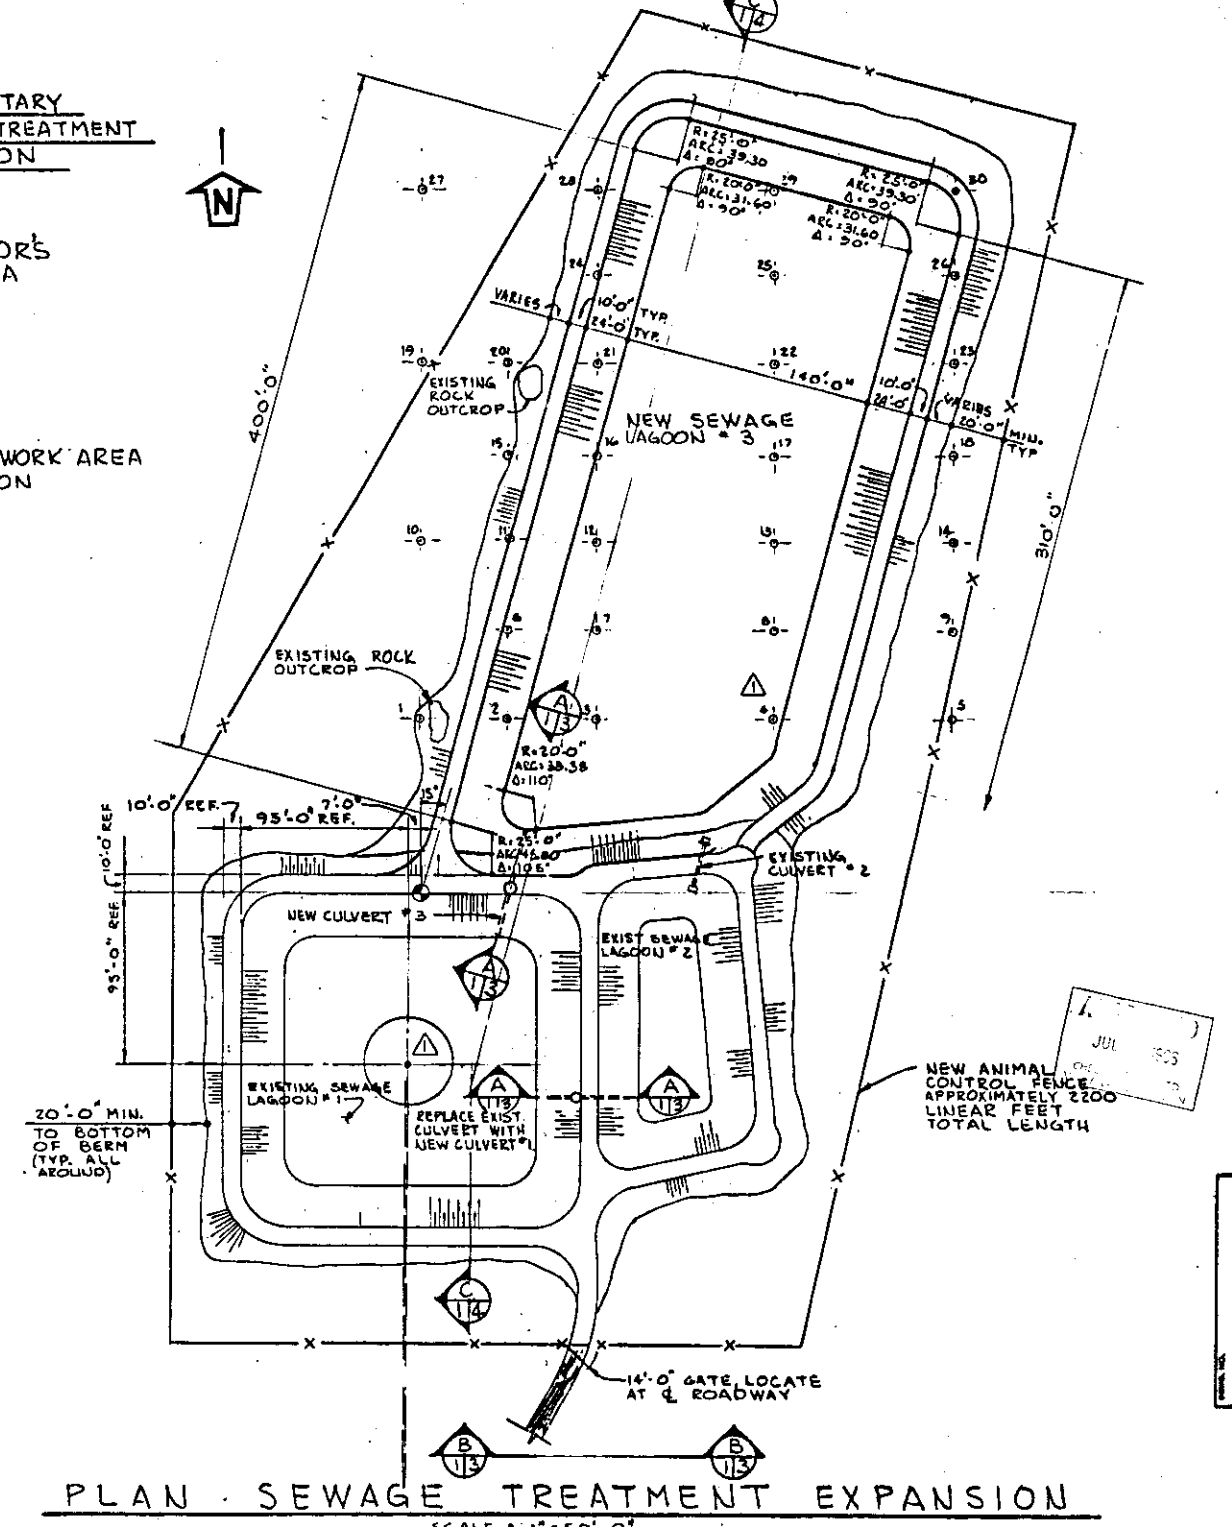 TARY
TREATMENT
ON
N
OR'S
A
WORK AREA
ON
C
1 4
R=25'-0"
ARC=39.30
Δ=90°
R=20'-0"
ARC=31.60'
Δ=90°
R=25'-0"
ARC=39.30'
Δ=90°
R=20'-0"
ARC=31.60
Δ=90°
27
28
29
30
24
25
26
VARIES
10'-0" TYP.
24'-0" TYP.
19
20
21
22
23
140'-0"
10'-0"
24'-0"
VARIES
20'-0" MIN.
TYP
400'-0"
EXISTING
ROCK
OUTCROP
NEW SEWAGE
LAGOON # 3
15
16
17
18
10
11
12
13
14
310'-0"
6
7
8
9
EXISTING ROCK
OUTCROP
1
1
2
3
4
5
A
1 3
R=20'-0"
ARC=38.38
Δ=110°
15°
10'-0" REF.
7'-0"
95'-0" REF.
10'-0" REF
95'-0" REF.
R=25'-0"
EXISTING
CULVERT # 2
NEW CULVERT # 3
EXIST SEWAGE
LAGOON # 2
A
1 3
1
EXISTING SEWAGE
LAGOON # 1
A
1 3
A
1 3
REPLACE EXIST.
CULVERT WITH
NEW CULVERT # 1
20'-0" MIN.
TO BOTTOM
OF BERM
(TYP. ALL
AROUND)
NEW ANIMAL
CONTROL FENCE
APPROXIMATELY 2200
LINEAR FEET
TOTAL LENGTH
JUL
C
1 4
14'-0" GATE, LOCATE
AT ℄ ROADWAY
B
1 3
B
1 3
PLAN - SEWAGE TREATMENT EXPANSION